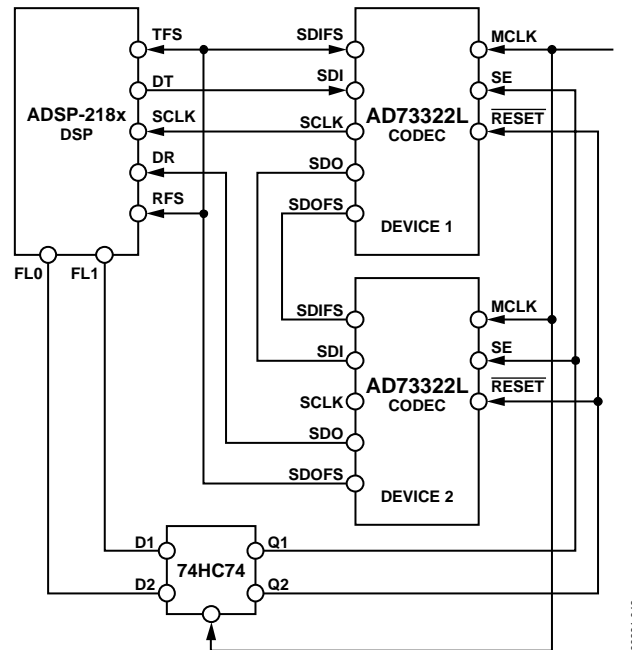 TFS
DT
ADSP-218x
DSP
SCLK
DR
RFS
FL0
FL1
SDIFS
SDI
SCLK
SDO
SDOFS
AD73322L
CODEC
DEVICE 1
MCLK
SE
RESET
SDIFS
SDI
SCLK
SDO
SDOFS
AD73322L
CODEC
DEVICE 2
MCLK
SE
RESET
D1
D2
74HC74
Q1
Q2